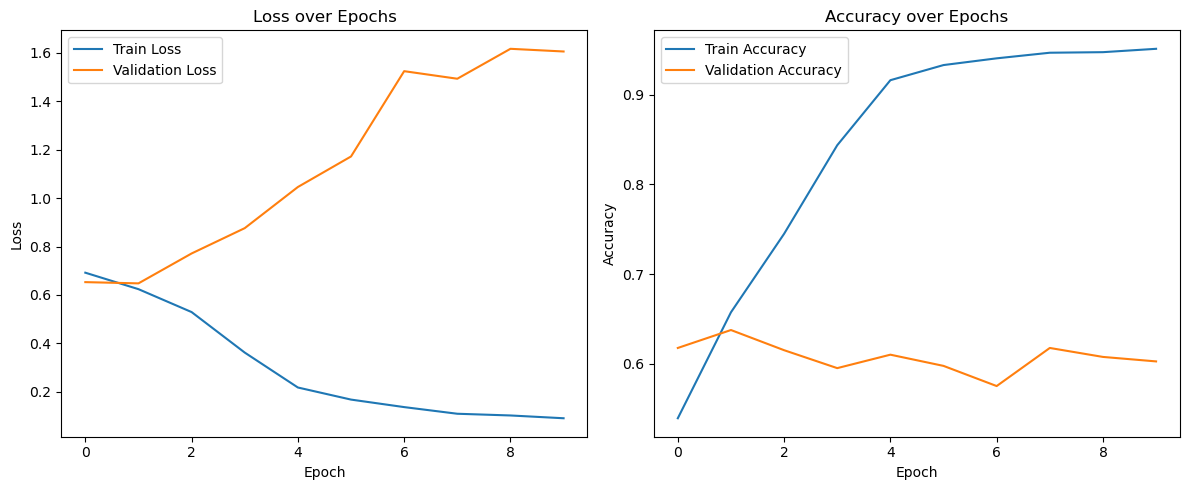 Loss over Epochs
Train Loss
Validation Loss
1.6
1.4
1.2
1.0
0.8
0.6
0.4
0.2
Loss
0 2 4 6 8
Epoch
Accuracy over Epochs
Train Accuracy
Validation Accuracy
0.9
0.8
0.7
0.6
Accuracy
0 2 4 6 8
Epoch